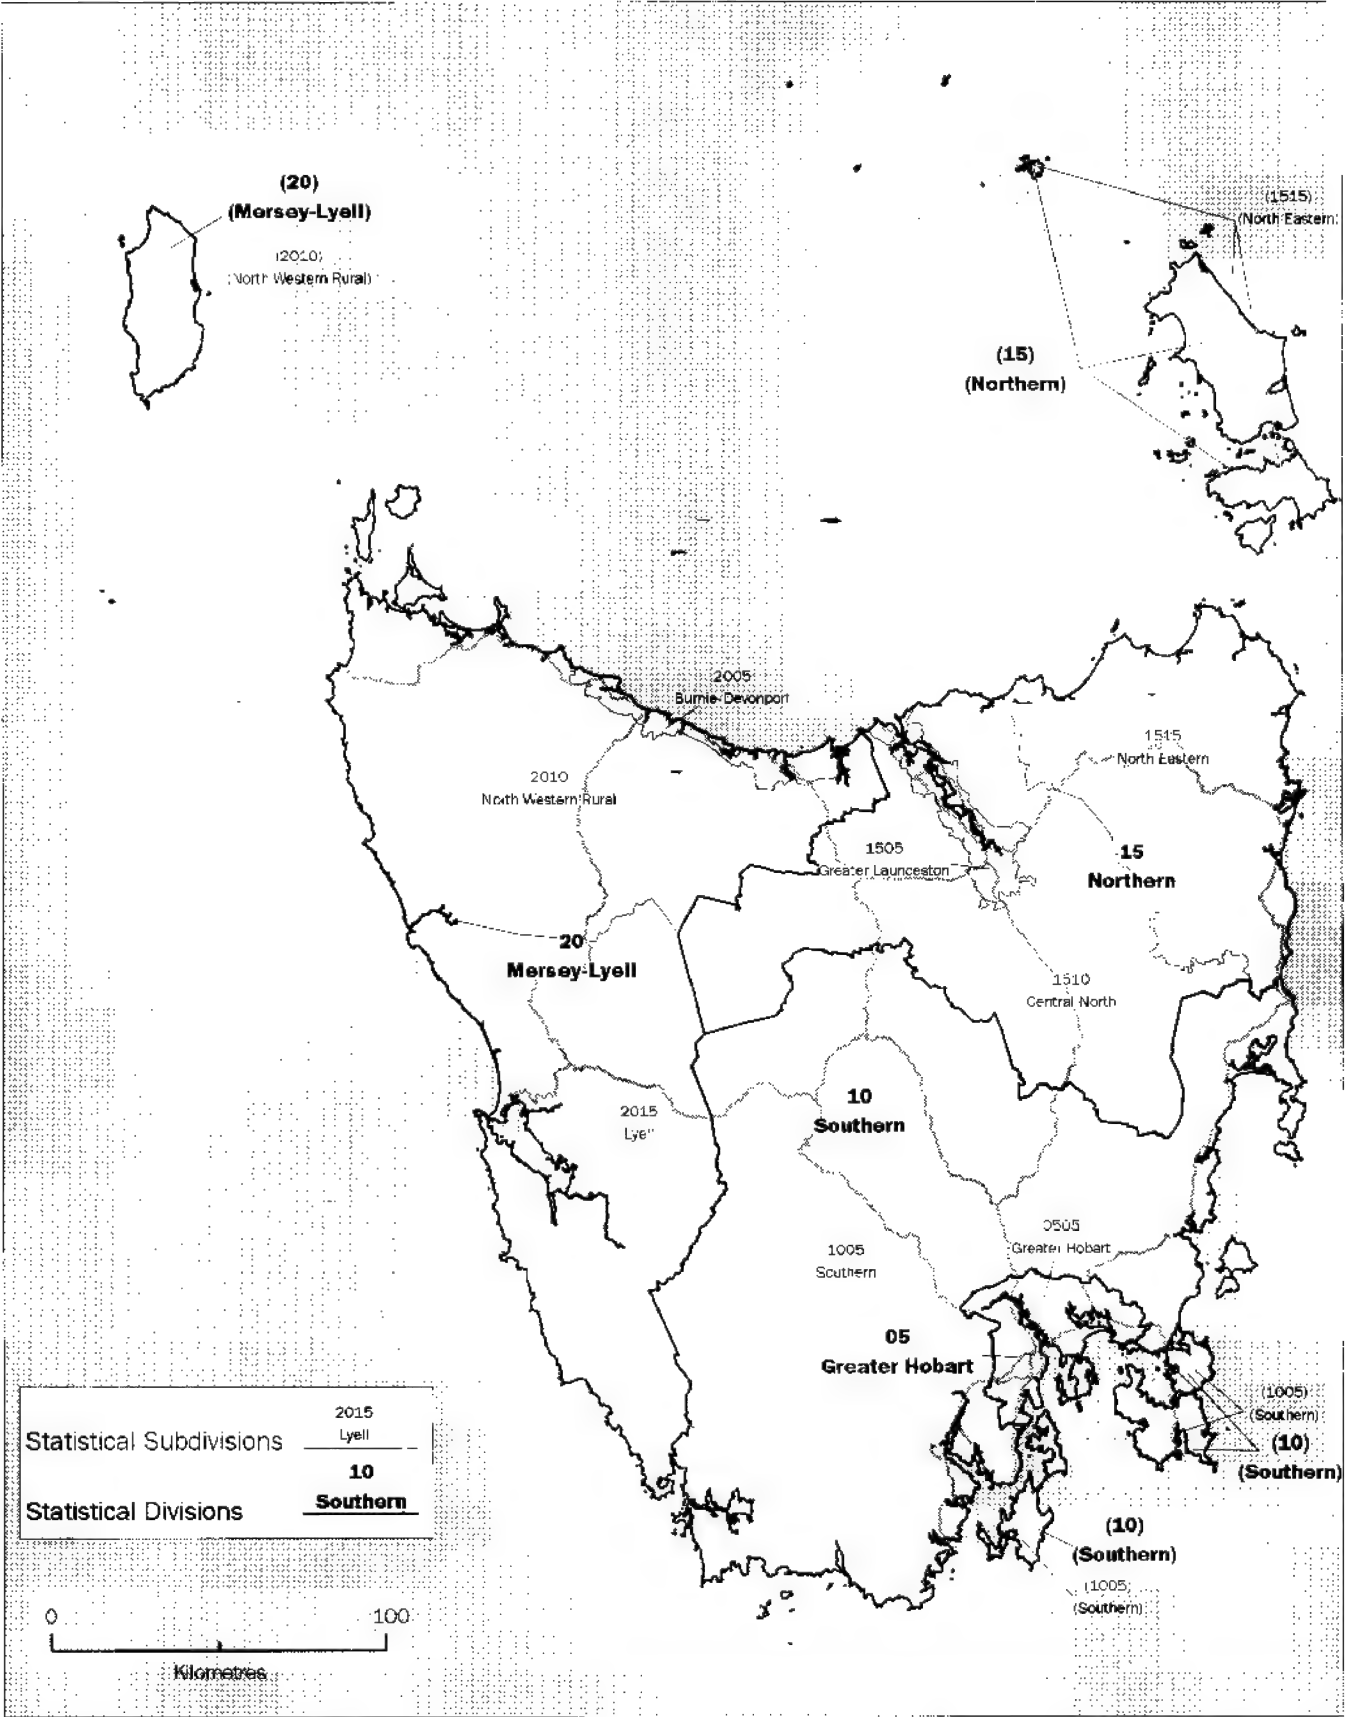 (20)
(Mersey-Lyell)
(2010)
(North Western Rural)
(1515)
(North Eastern)
(15)
(Northern)
2005
Burnie-Devonport
1515
North Eastern
2010
North Western Rural
1505
Greater Launceston
15
Northern
20
Mersey-Lyell
1510
Central North
10
Southern
2015
Lyell
0505
Greater Hobart
1005
Southern
05
Greater Hobart
(1005)
(Southern)
(10)
(Southern)
2015
Lyell
Statistical Subdivisions
10
Southern
Statistical Divisions
(10)
(Southern)
(1005)
(Southern)
0 100
Kilometres